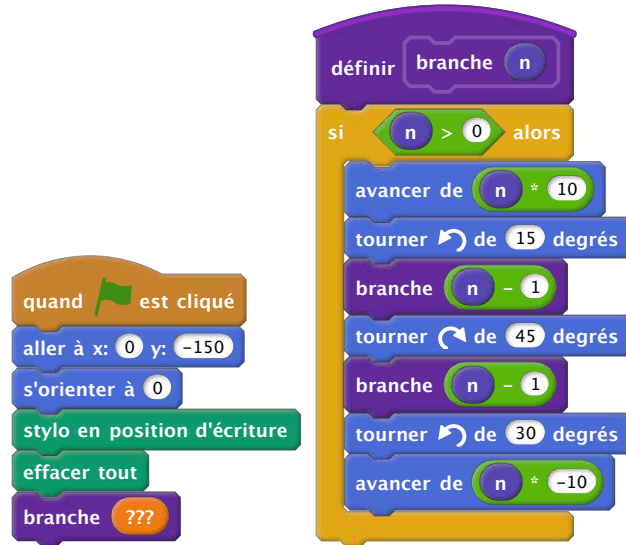 quand est cliqué
aller à x: 0 y: -150
s'orienter à 0
stylo en position d'écriture
effacer tout
branche ???
définir branche n
si n > 0 alors
avancer de n * 10
tourner de 15 degrés
branche n - 1
tourner de 45 degrés
branche n - 1
tourner de 30 degrés
avancer de n * -10